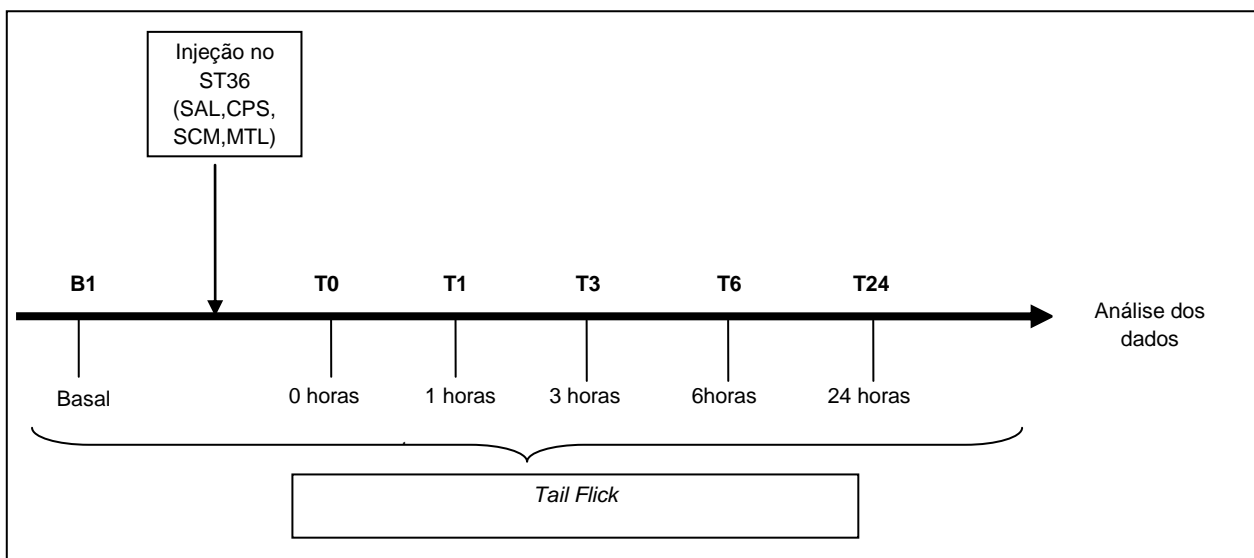 Injeção no
ST36
(SAL,CPS,
SCM,MTL)
B1
T0
T1
T3
T6
T24
Análise dos
dados
Basal
0 horas
1 horas
3 horas
6horas
24 horas
Tail Flick